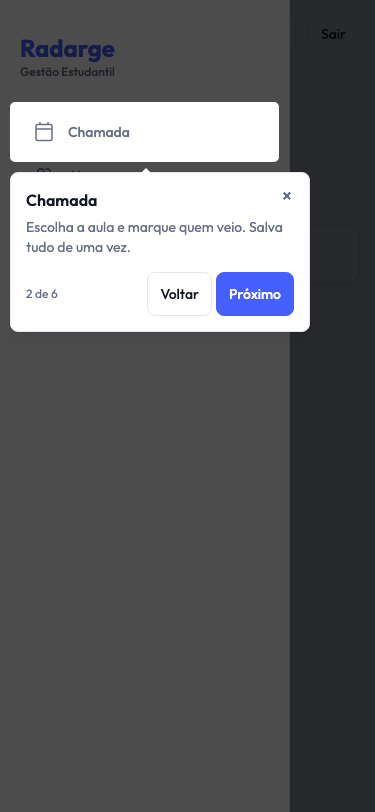 Radarge
Sair
Gestão Estudantil
Chamada
Chamada
×
Escolha a aula e marque quem veio. Salva
tudo de uma vez.
2 de 6
Voltar
Próximo